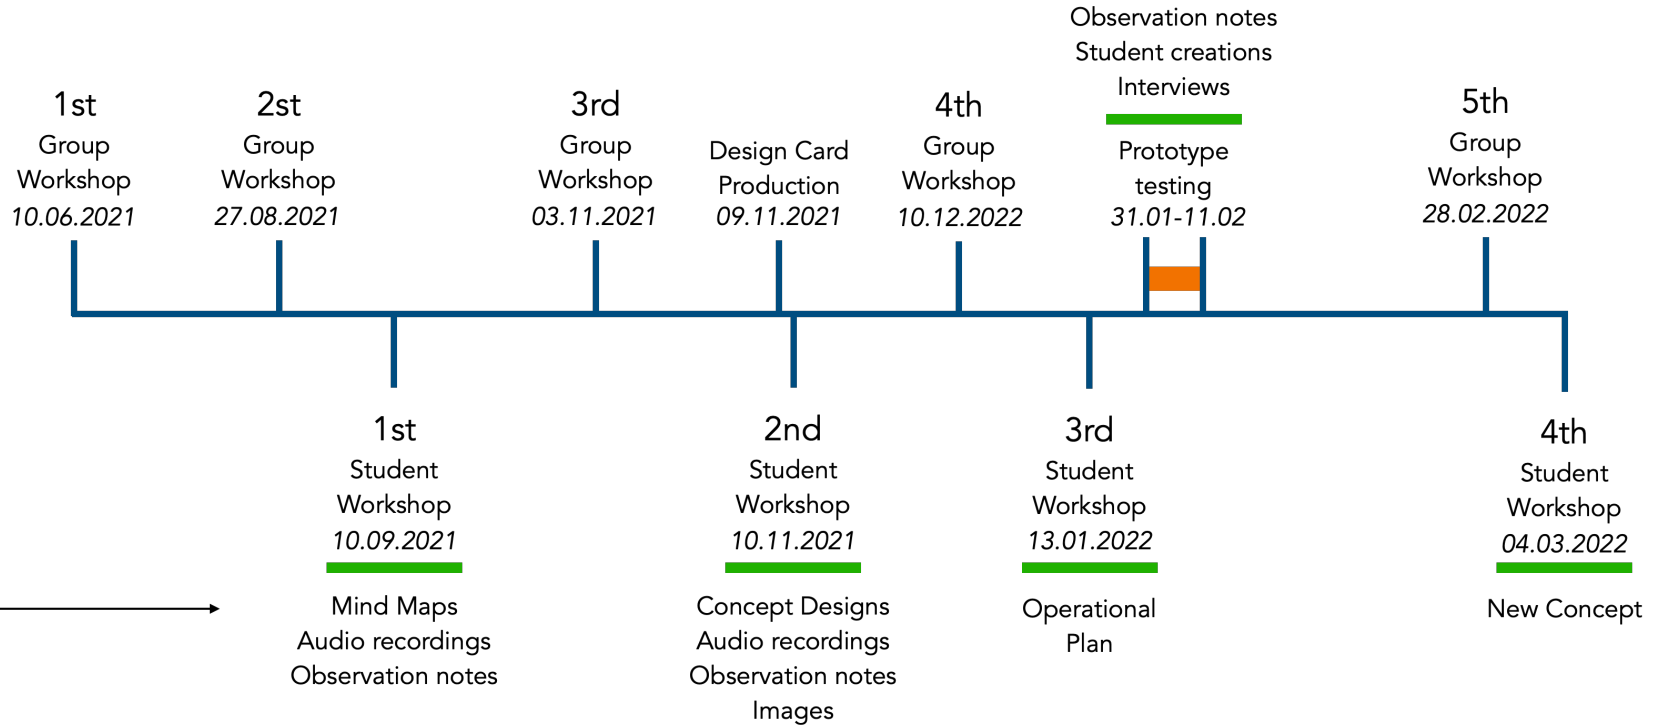 1st
Group
Workshop
10.06.2021
2st
Group
Workshop
27.08.2021
3rd
Group
Workshop
03.11.2021
Design Card
Production
09.11.2021
4th
Group
Workshop
10.12.2022
Observation notes
Student creations
Interviews
Prototype
testing
31.01-11.02
5th
Group
Workshop
28.02.2022
1st
Student
Workshop
10.09.2021
Mind Maps
Audio recordings
Observation notes
2nd
Student
Workshop
10.11.2021
Concept Designs
Audio recordings
Observation notes
Images
3rd
Student
Workshop
13.01.2022
Operational
Plan
4th
Student
Workshop
04.03.2022
New Concept